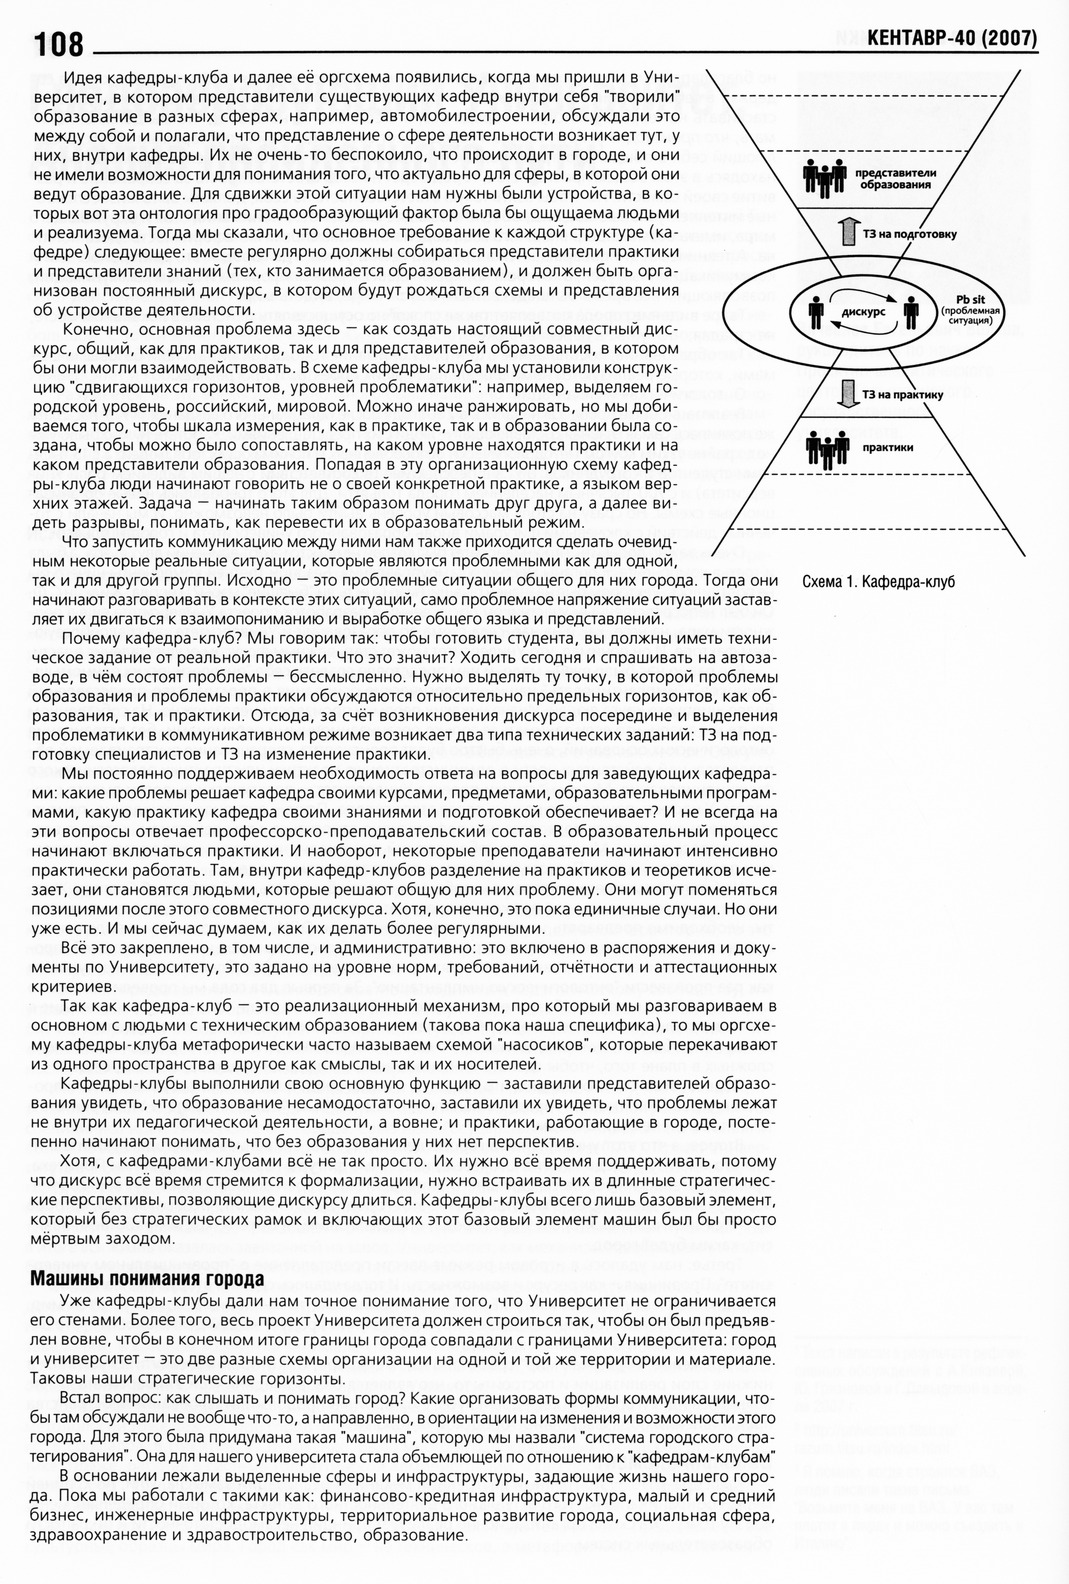 108
КЕНТАВР-40 (2007)
Идея кафедры-клуба и далее её оргсхема появились, когда мы пришли в Уни-
верситет, в котором представители существующих кафедр внутри себя "творили"
образование в разных сферах, например, автомобилестроении, обсуждали это
между собой и полагали, что представление о сфере деятельности возникает тут, у
них, внутри кафедры. Их не очень-то беспокоило, что происходит в городе, и они
не имели возможности для понимания того, что актуально для сферы, в которой они
ведут образование. Для сдвижки этой ситуации нам нужны были устройства, в ко-
торых вот эта онтология про градообразующий фактор была бы ощущаема людьми
и реализуема. Тогда мы сказали, что основное требование к каждой структуре (ка-
федре) следующее: вместе регулярно должны собираться представители практики
и представители знаний (тех, кто занимается образованием), и должен быть орга-
низован постоянный дискурс, в котором будут рождаться схемы и представления
об устройстве деятельности.
Конечно, основная проблема здесь – как создать настоящий совместный дис-
курс, общий, как для практиков, так и для представителей образования, в котором
бы они могли взаимодействовать. В схеме кафедры-клуба мы установили конструк-
цию "сдвигающихся горизонтов, уровней проблематики": например, выделяем го-
родской уровень, российский, мировой. Можно иначе ранжировать, но мы доби-
ваемся того, чтобы шкала измерения, как в практике, так и в образовании была со-
здана, чтобы можно было сопоставлять, на каком уровне находятся практики и на
каком представители образования. Попадая в эту организационную схему кафед-
ры-клуба люди начинают говорить не о своей конкретной практике, а языком вер-
хних этажей. Задача – начинать таким образом понимать друг друга, а далее ви-
деть разрывы, понимать, как перевести их в образовательный режим.
Что запустить коммуникацию между ними нам также приходится сделать очевид-
ным некоторые реальные ситуации, которые являются проблемными как для одной,
так и для другой группы. Исходно – это проблемные ситуации общего для них города. Тогда они
начинают разговаривать в контексте этих ситуаций, само проблемное напряжение ситуаций застав-
ляет их двигаться к взаимопониманию и выработке общего языка и представлений.
Почему кафедра-клуб? Мы говорим так: чтобы готовить студента, вы должны иметь техни-
ческое задание от реальной практики. Что это значит? Ходить сегодня и спрашивать на автоза-
воде, в чём состоят проблемы – бессмысленно. Нужно выделять ту точку, в которой проблемы
образования и проблемы практики обсуждаются относительно предельных горизонтов, как об-
разования, так и практики. Отсюда, за счёт возникновения дискурса посередине и выделения
проблематики в коммуникативном режиме возникает два типа технических заданий: ТЗ на под-
готовку специалистов и ТЗ на изменение практики.
Мы постоянно поддерживаем необходимость ответа на вопросы для заведующих кафедра-
ми: какие проблемы решает кафедра своими курсами, предметами, образовательными програм-
мами, какую практику кафедра своими знаниями и подготовкой обеспечивает? И не всегда на
эти вопросы отвечает профессорско-преподавательский состав. В образовательный процесс
начинают включаться практики. И наоборот, некоторые преподаватели начинают интенсивно
практически работать. Там, внутри кафедр-клубов разделение на практиков и теоретиков исче-
зает, они становятся людьми, которые решают общую для них проблему. Они могут поменяться
позициями после этого совместного дискурса. Хотя, конечно, это пока единичные случаи. Но они
уже есть. И мы сейчас думаем, как их делать более регулярными.
Всё это закреплено, в том числе, и административно: это включено в распоряжения и доку-
менты по Университету, это задано на уровне норм, требований, отчётности и аттестационных
критериев.
Так как кафедра-клуб – это реализационный механизм, про который мы разговариваем в
основном с людьми с техническим образованием (такова пока наша специфика), то мы оргсхе-
му кафедры-клуба метафорически часто называем схемой "насосиков", которые перекачивают
из одного пространства в другое как смыслы, так и их носителей.
Кафедры-клубы выполнили свою основную функцию – заставили представителей образо-
вания увидеть, что образование несамодостаточно, заставили их увидеть, что проблемы лежат
не внутри их педагогической деятельности, а вовне; и практики, работающие в городе, посте-
пенно начинают понимать, что без образования у них нет перспектив.
Хотя, с кафедрами-клубами всё не так просто. Их нужно всё время поддерживать, потому
что дискурс всё время стремится к формализации, нужно встраивать их в длинные стратегичес-
кие перспективы, позволяющие дискурсу длиться. Кафедры-клубы всего лишь базовый элемент,
который без стратегических рамок и включающих этот базовый элемент машин был бы просто
мёртвым заходом.
Машины понимания города
Уже кафедры-клубы дали нам точное понимание того, что Университет не ограничивается
его стенами. Более того, весь проект Университета должен строиться так, чтобы он был предъяв-
лен вовне, чтобы в конечном итоге границы города совпадали с границами Университета: город
и университет – это две разные схемы организации на одной и той же территории и материале.
Таковы наши стратегические горизонты.
Встал вопрос: как слышать и понимать город? Какие организовать формы коммуникации, что-
бы там обсуждали не вообще что-то, а направленно, в ориентации на изменения и возможности этого
города. Для этого была придумана такая "машина", которую мы назвали "система городского стра-
тегирования". Она для нашего университета стала объемлющей по отношению к "кафедрам-клубам"
В основании лежали выделенные сферы и инфраструктуры, задающие жизнь нашего горо-
да. Пока мы работали с такими как: финансово-кредитная инфраструктура, малый и средний
бизнес, инженерные инфраструктуры, территориальное развитие города, социальная сфера,
здравоохранение и здравостроительство, образование.
представители
образования
ТЗ на подготовку
дискурс
Pb sit
(проблемная
ситуация)
ТЗ на практику
практики
Схема 1. Кафедра-клуб